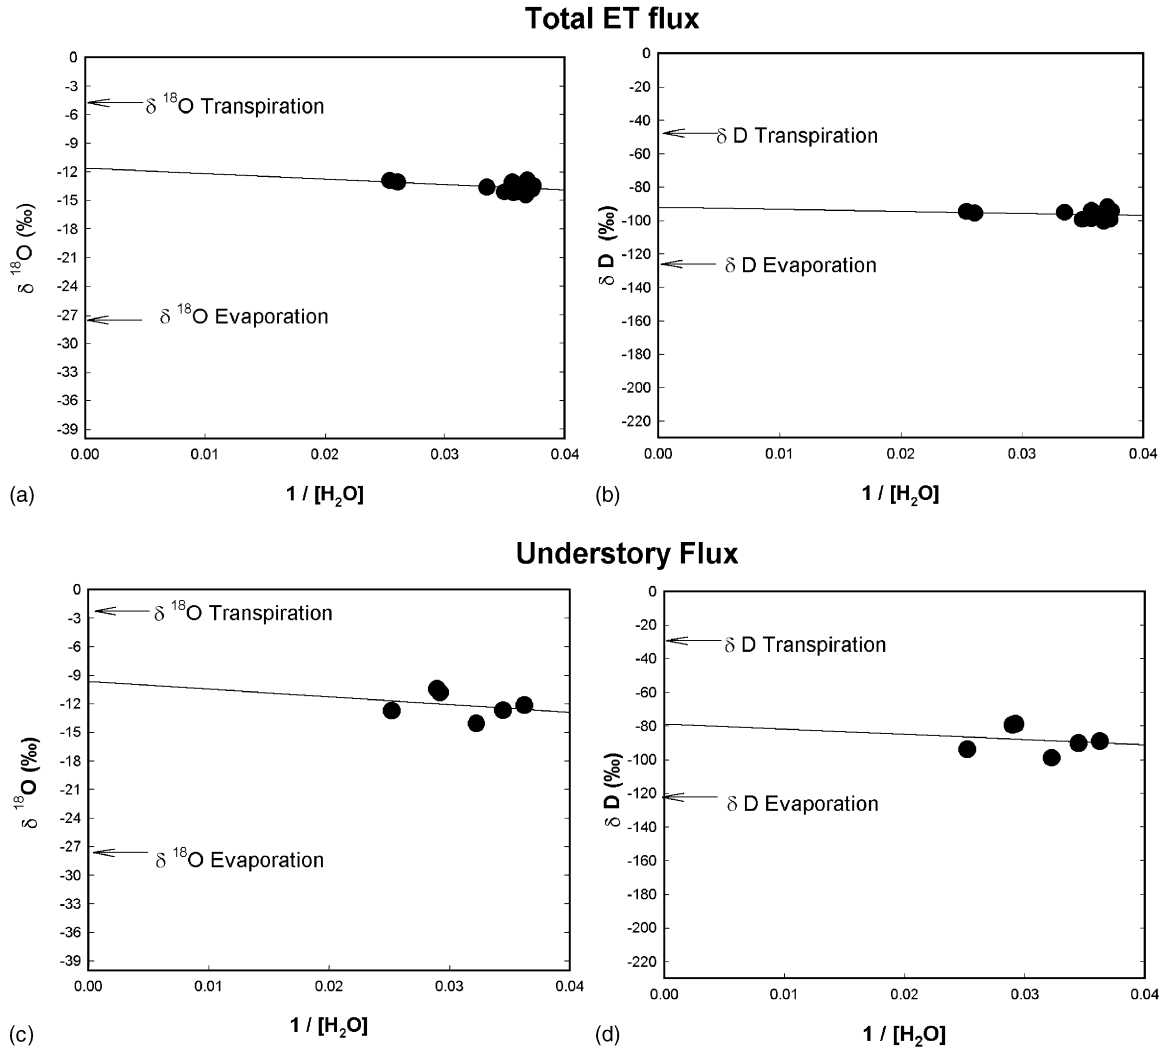 Total ET flux
0
-3
-6
-9
-12
-15
-18
-21
-24
-27
-30
-33
-36
-39
δ ¹⁸O (‰)
δ ¹⁸O Transpiration
δ ¹⁸O Evaporation
0.00 0.01 0.02 0.03 0.04
(a)
1 / [H₂O]
0
-20
-40
-60
-80
-100
-120
-140
-160
-180
-200
-220
δ D (‰)
δ D Transpiration
δ D Evaporation
0.00 0.01 0.02 0.03 0.04
(b)
1 / [H₂O]
Understory Flux
0
-3
-6
-9
-12
-15
-18
-21
-24
-27
-30
-33
-36
-39
δ ¹⁸O (‰)
δ ¹⁸O Transpiration
δ ¹⁸O Evaporation
0.00 0.01 0.02 0.03 0.04
(c)
1 / [H₂O]
0
-20
-40
-60
-80
-100
-120
-140
-160
-180
-200
-220
δ D (‰)
δ D Transpiration
δ D Evaporation
0.00 0.01 0.02 0.03 0.04
(d)
1 / [H₂O]